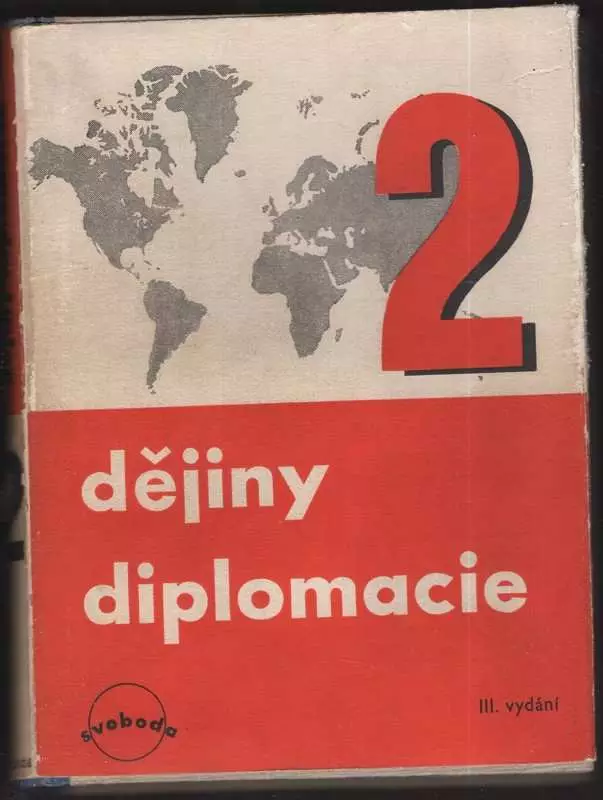 2
dějiny
diplomacie
svoboda
III. vydání